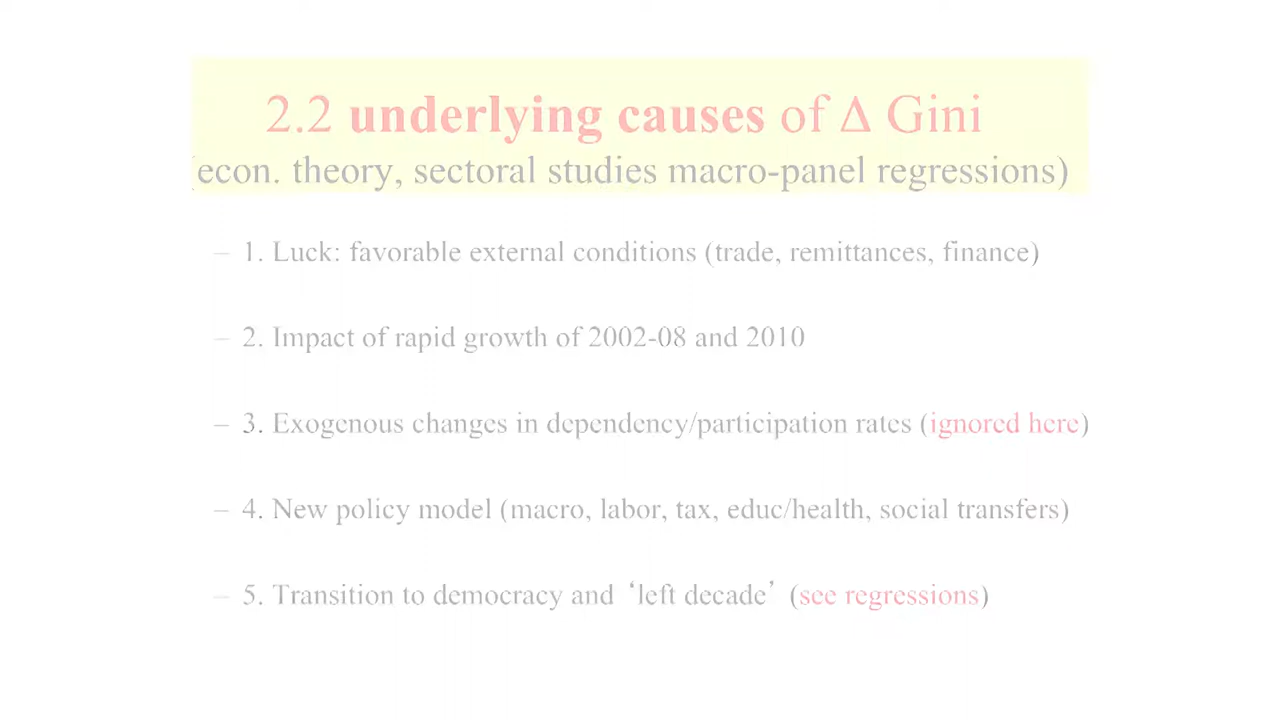 2.2 underlying causes of Δ Gini
(econ. theory, sectoral studies macro-panel regressions)
– 1. Luck: favorable external conditions (trade, remittances, finance)
– 2. Impact of rapid growth of 2002-08 and 2010
– 3. Exogenous changes in dependency/participation rates (ignored here)
– 4. New policy model (macro, labor, tax, educ/health, social transfers)
– 5. Transition to democracy and ‘left decade’ (see regressions)